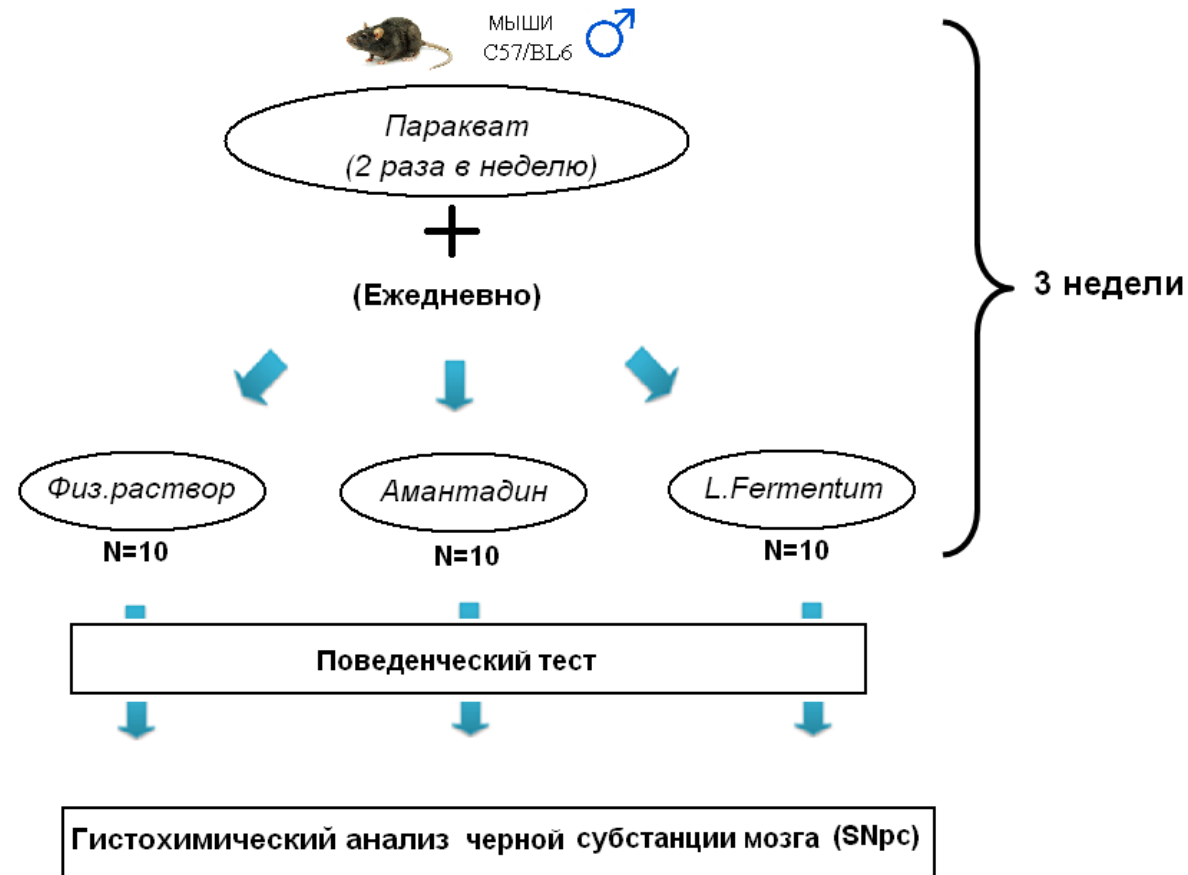 мыши
C57/BL6
Паракват
(2 раза в неделю)
(Ежедневно)
3 недели
Физ.раствор
Амантадин
L.Fermentum
N=10
N=10
N=10
Поведенческий тест
Гистохимический анализ черной субстанции мозга (SNpc)